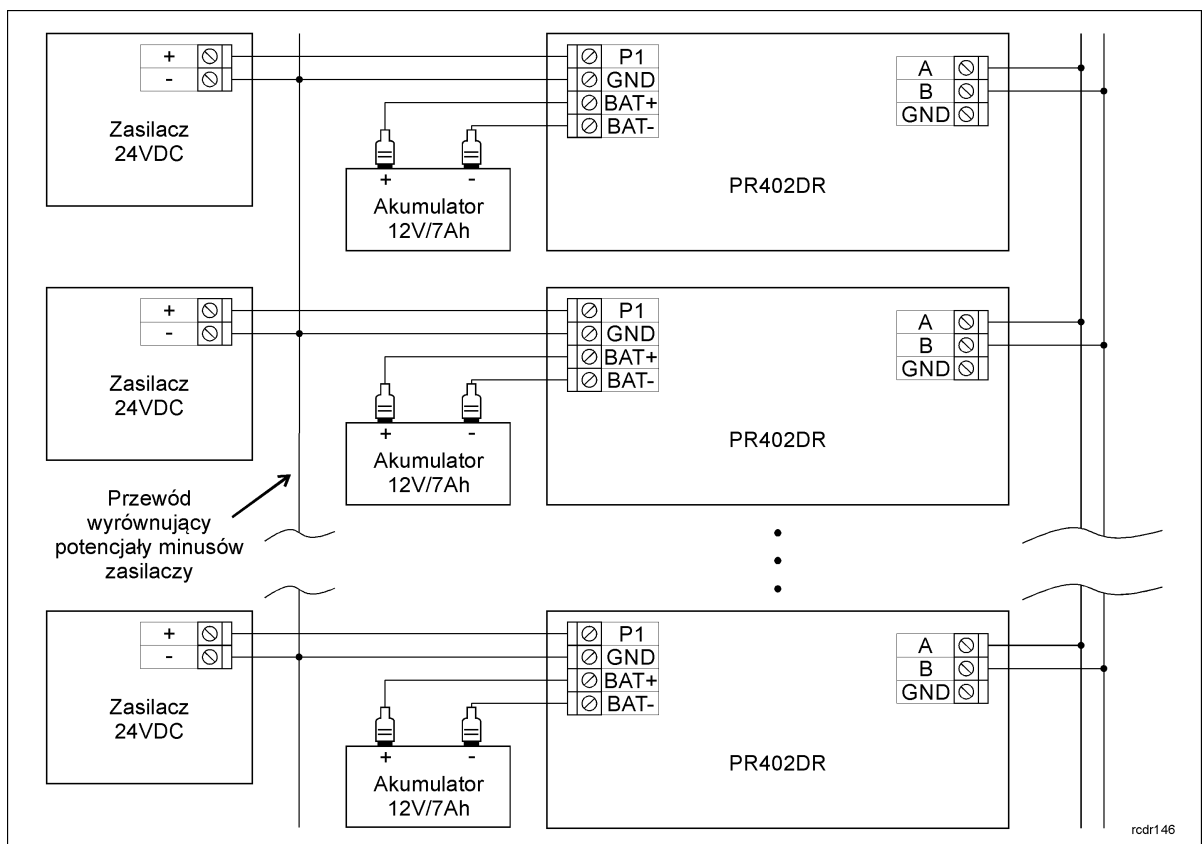 +
-
Zasilacz
24VDC
P1
GND
BAT+
BAT-
+ -
Akumulator
12V/7Ah
PR402DR
A
B
GND
+
-
Zasilacz
24VDC
P1
GND
BAT+
BAT-
+ -
Akumulator
12V/7Ah
PR402DR
A
B
GND
Przewód
wyrównujący
potencjały minusów
zasilaczy
+
-
Zasilacz
24VDC
P1
GND
BAT+
BAT-
+ -
Akumulator
12V/7Ah
PR402DR
A
B
GND
rcdr146